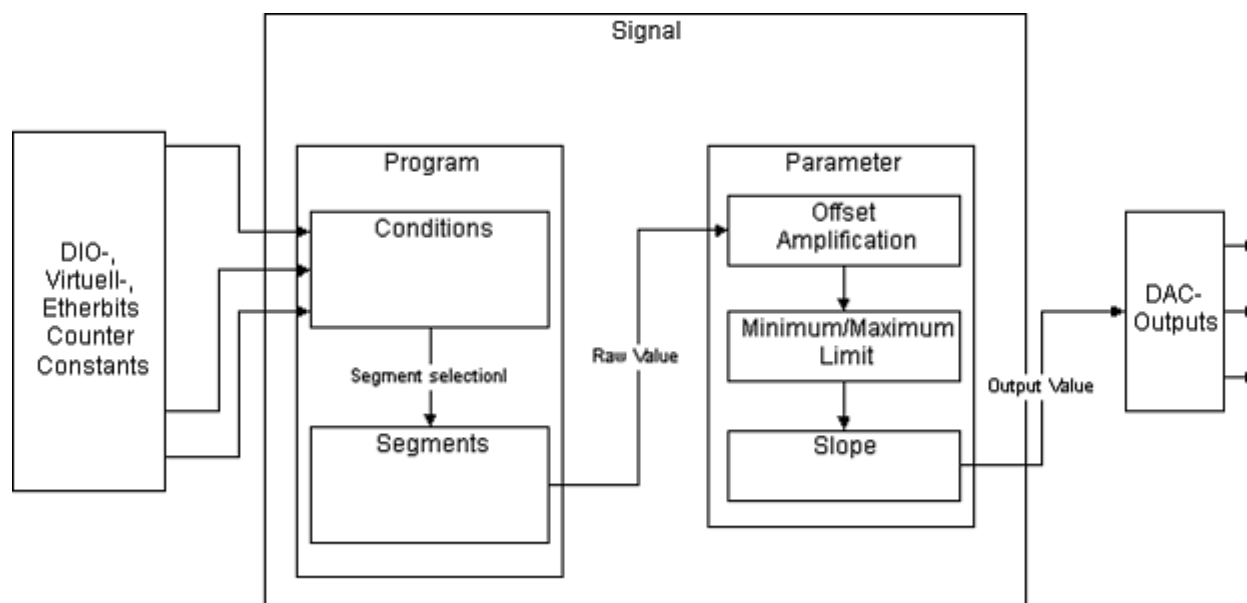 Signal
DIO-,
Virtuell-,
Etherbits
Counter
Constants
Program
Conditions
Segment selectionl
Segments
Raw Value
Parameter
Offset
Amplification
Minimum/Maximum
Limit
Slope
Output Value
DAC-
Outputs